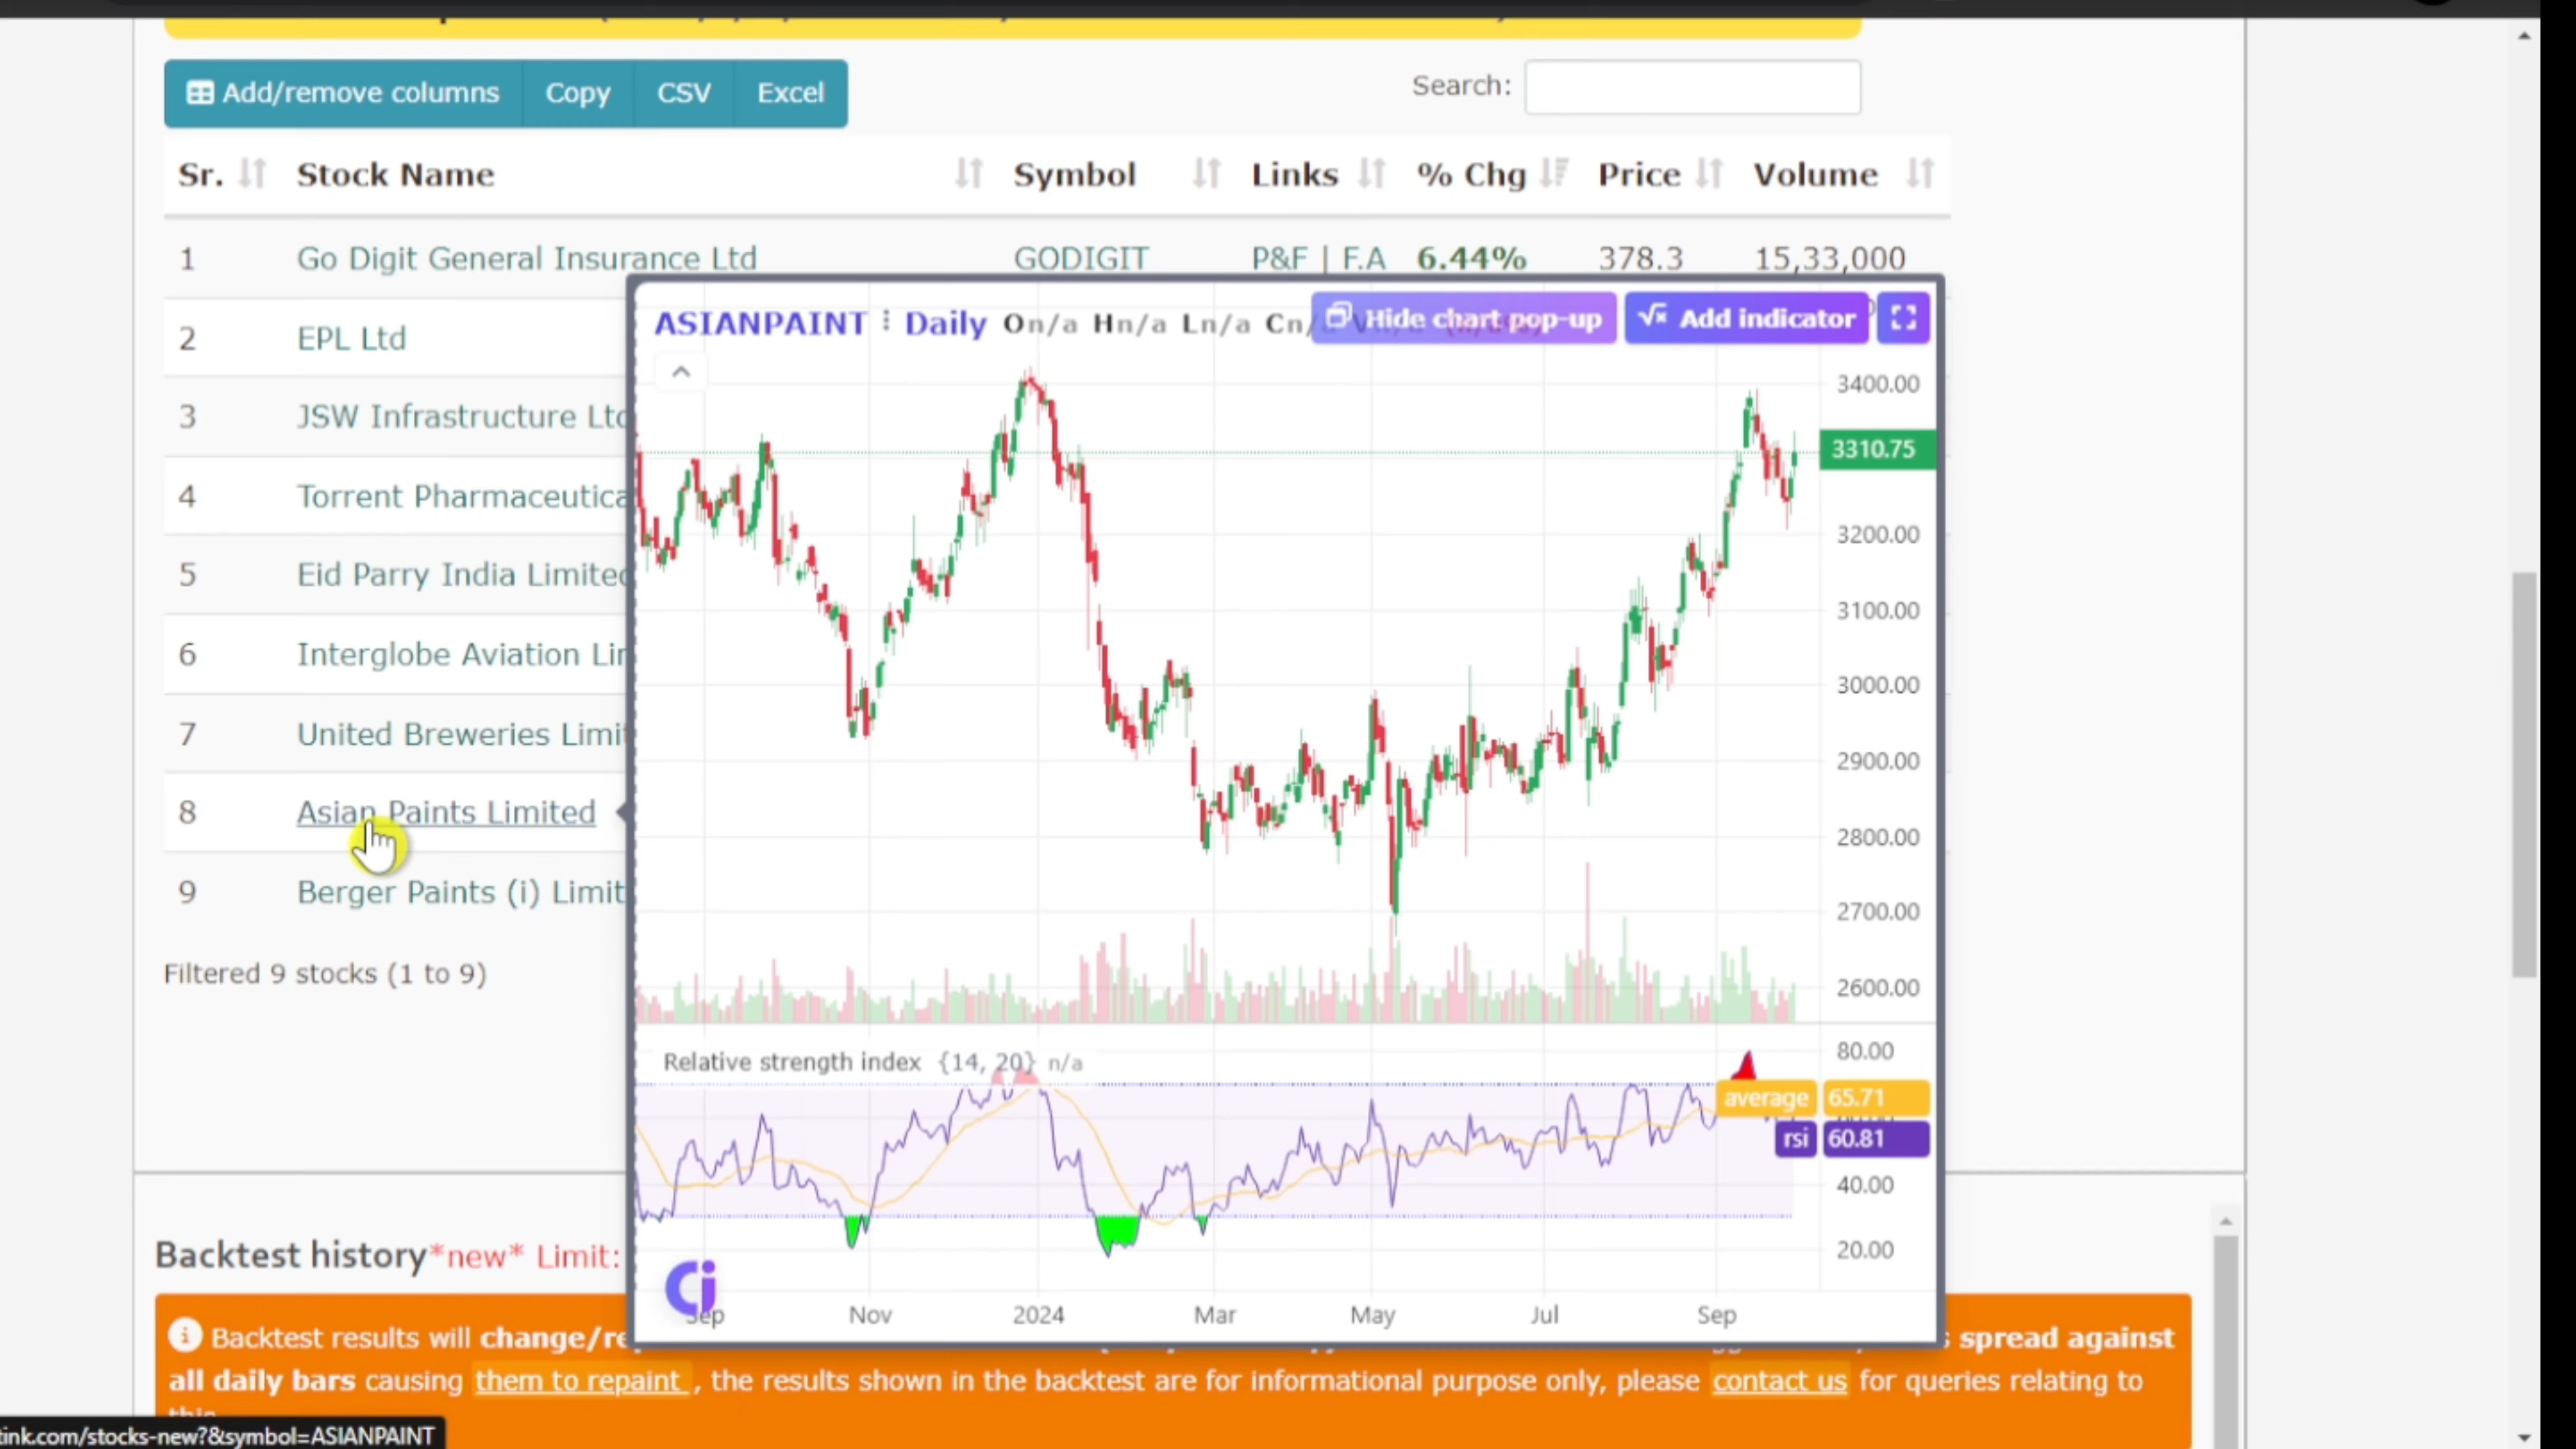 Add/remove columns Copy CSV Excel Search:
Sr. Stock Name Symbol Links % Chg Price Volume
1 Go Digit General Insurance Ltd GODIGIT P&F | F.A 6.44% 378.3 15,33,000
2 EPL Ltd
3 JSW Infrastructure Ltd
4 Torrent Pharmaceutica
5 Eid Parry India Limited
6 Interglobe Aviation
7 United Breweries Limit
8 Asian Paints Limited
9 Berger Paints (i) Limit
Filtered 9 stocks (1 to 9)
ASIANPAINT Daily On/a Hn/a Ln/a Cn/ Hide chart pop-up Add indicator
3400.00
3310.75
3200.00
3100.00
3000.00
2900.00
2800.00
2700.00
2600.00
Relative strength index {14, 20} n/a
80.00
average 65.71
rsi 60.81
40.00
20.00
Sep Nov 2024 Mar May Jul Sep
Backtest history*new* Limit:
Backtest results will change/re spread against
all daily bars causing them to repaint , the results shown in the backtest are for informational purpose only, please contact us for queries relating to
tink.com/stocks-new?&symbol=ASIANPAINT